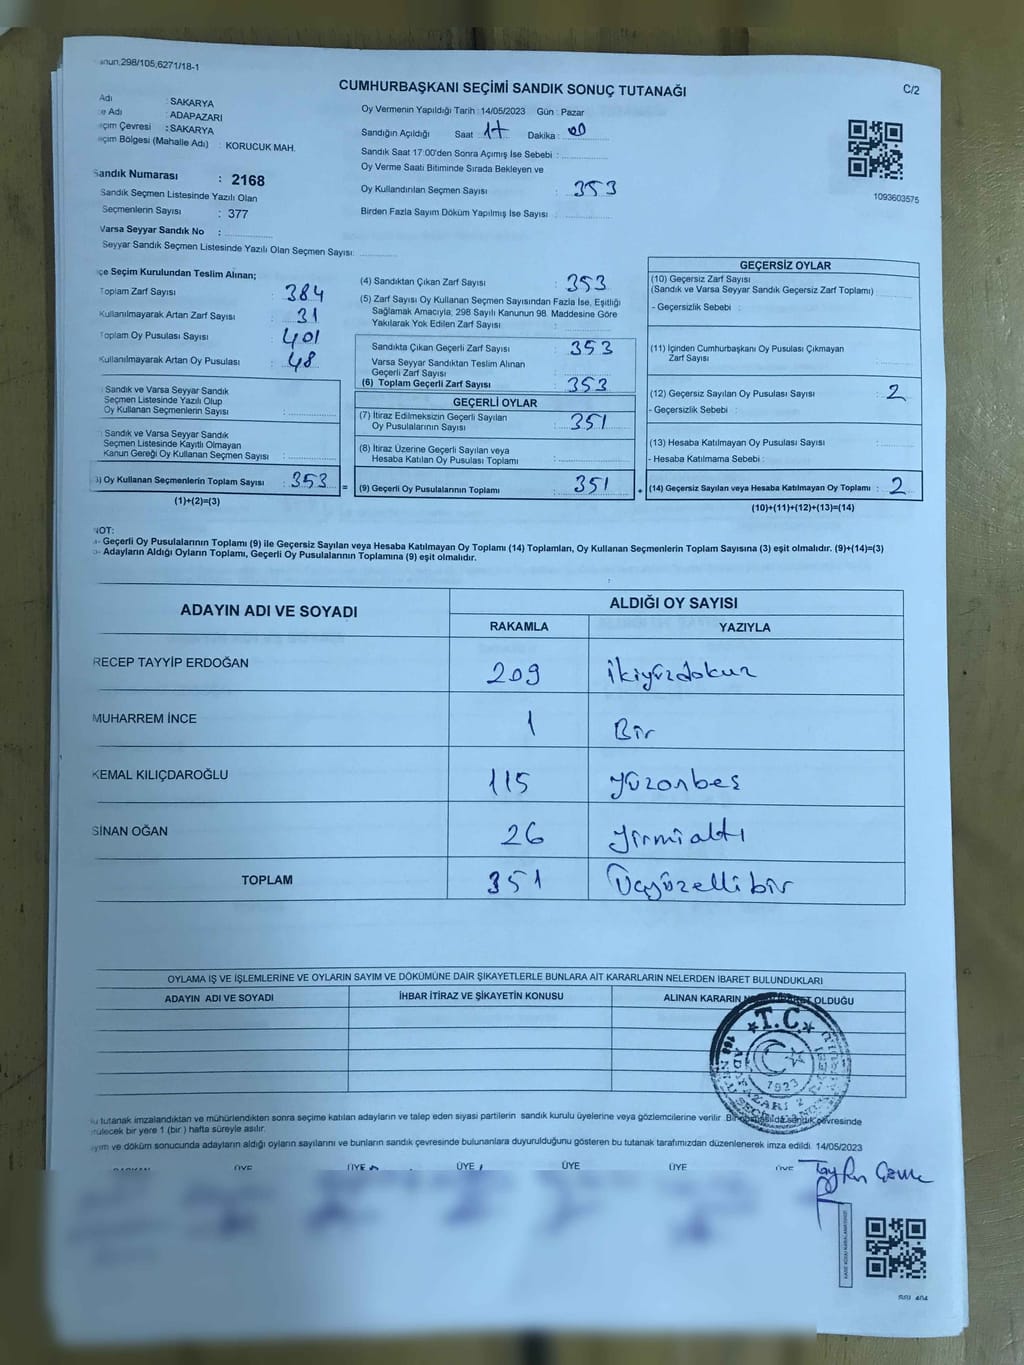 anun,298/105,6271/18-1
C/2
CUMHURBAŞKANI SEÇİMİ SANDIK SONUÇ TUTANAĞI
Adı : SAKARYA
e Adı : ADAPAZARI
eçim Çevresi : SAKARYA
eçim Bölgesi (Mahalle Adı) : KORUCUK MAH.
Sandık Numarası : 2168
Sandık Seçmen Listesinde Yazılı Olan
Seçmenlerin Sayısı : 377
Varsa Seyyar Sandık No :
Seyyar Sandık Seçmen Listesinde Yazılı Olan Seçmen Sayısı:
Oy Vermenin Yapıldığı Tarih : 14/05/2023 Gün : Pazar
Sandığın Açıldığı Saat : 17 Dakika : 00
Sandık Saat 17:00'den Sonra Açımış İse Sebebi :
Oy Verme Saati Bitiminde Sırada Bekleyen ve
Oy Kullandırılan Seçmen Sayısı : 353
Birden Fazla Sayım Döküm Yapılmış İse Sayısı :
1093603575
çe Seçim Kurulundan Teslim Alınan;
Toplam Zarf Sayısı : 384
Kullanılmayarak Artan Zarf Sayısı : 31
Toplam Oy Pusulası Sayısı : 401
Kullanılmayarak Artan Oy Pusulası : 48
Sandık ve Varsa Seyyar Sandık
Seçmen Listesinde Yazılı Olup
Oy Kullanan Seçmenlerin Sayısı :
Sandık ve Varsa Seyyar Sandık
Seçmen Listesinde Kayıtlı Olmayan
Kanun Gereği Oy Kullanan Seçmen Sayısı :
) Oy Kullanan Seçmenlerin Toplam Sayısı : 353 =
(1)+(2)=(3)
(4) Sandıktan Çıkan Zarf Sayısı : 353
(5) Zarf Sayısı Oy Kullanan Seçmen Sayısından Fazla İse, Eşitliği
Sağlamak Amacıyla, 298 Sayılı Kanunun 98. Maddesine Göre
Yakılarak Yok Edilen Zarf Sayısı :
Sandıkta Çıkan Geçerli Zarf Sayısı : 353
Varsa Seyyar Sandıktan Teslim Alınan
Geçerli Zarf Sayısı :
(6) Toplam Geçerli Zarf Sayısı : 353
GEÇERLİ OYLAR
(7) İtiraz Edilmeksizin Geçerli Sayılan
Oy Pusulalarının Sayısı : 351
(8) İtiraz Üzerine Geçerli Sayılan veya
Hesaba Katılan Oy Pusulası Toplamı :
(9) Geçerli Oy Pusulalarının Toplamı : 351 +
GEÇERSİZ OYLAR
(10) Geçersiz Zarf Sayısı
(Sandık ve Varsa Seyyar Sandık Geçersiz Zarf Toplamı)
- Geçersizlik Sebebi :
(11) İçinden Cumhurbaşkanı Oy Pusulası Çıkmayan
Zarf Sayısı :
(12) Geçersiz Sayılan Oy Pusulası Sayısı : 2
- Geçersizlik Sebebi :
(13) Hesaba Katılmayan Oy Pusulası Sayısı :
- Hesaba Katılmama Sebebi :
(14) Geçersiz Sayılan veya Hesaba Katılmayan Oy Toplamı : 2
(10)+(11)+(12)+(13)=(14)
NOT:
- Geçerli Oy Pusulalarının Toplamı (9) ile Geçersiz Sayılan veya Hesaba Katılmayan Oy Toplamı (14) Toplamları, Oy Kullanan Seçmenlerin Toplam Sayısına (3) eşit olmalıdır. (9)+(14)=(3)
- Adayların Aldığı Oyların Toplamı, Geçerli Oy Pusulalarının Toplamına (9) eşit olmalıdır.
ADAYIN ADI VE SOYADI ALDIĞI OY SAYISI
RAKAMLA YAZIYLA
RECEP TAYYİP ERDOĞAN 209 ikiyüzdokuz
MUHARREM İNCE 1 Bir
KEMAL KILIÇDAROĞLU 115 yüzonbeş
SİNAN OĞAN 26 yirmialtı
TOPLAM 351 Üçyüzellibir
OYLAMA İŞ VE İŞLEMLERİNE VE OYLARIN SAYIM VE DÖKÜMÜNE DAİR ŞİKAYETLERLE BUNLARA AİT KARARLARIN NELERDEN İBARET BULUNDUKLARI
ADAYIN ADI VE SOYADI İHBAR İTİRAZ VE ŞİKAYETİN KONUSU ALINAN KARARIN OLDUĞU
T.C.
1923
u tutanak imzalandıktan ve mühürlendikten sonra seçime katılan adayların ve talep eden siyasi partilerin sandık kurulu üyelerine veya gözlemcilerine verilir. sandık çevresinde
rülecek bir yere 1 (bir ) hafta süreyle asılır.
ayım ve döküm sonucunda adayların aldığı oyların sayılarını ve bunların sandık çevresinde bulunanlara duyurulduğunu gösteren bu tutanak tarafımızdan düzenlenerek imza edildi. 14/05/2023
BAŞKAN ÜYE ÜYE ÜYE ÜYE ÜYE ÜYE